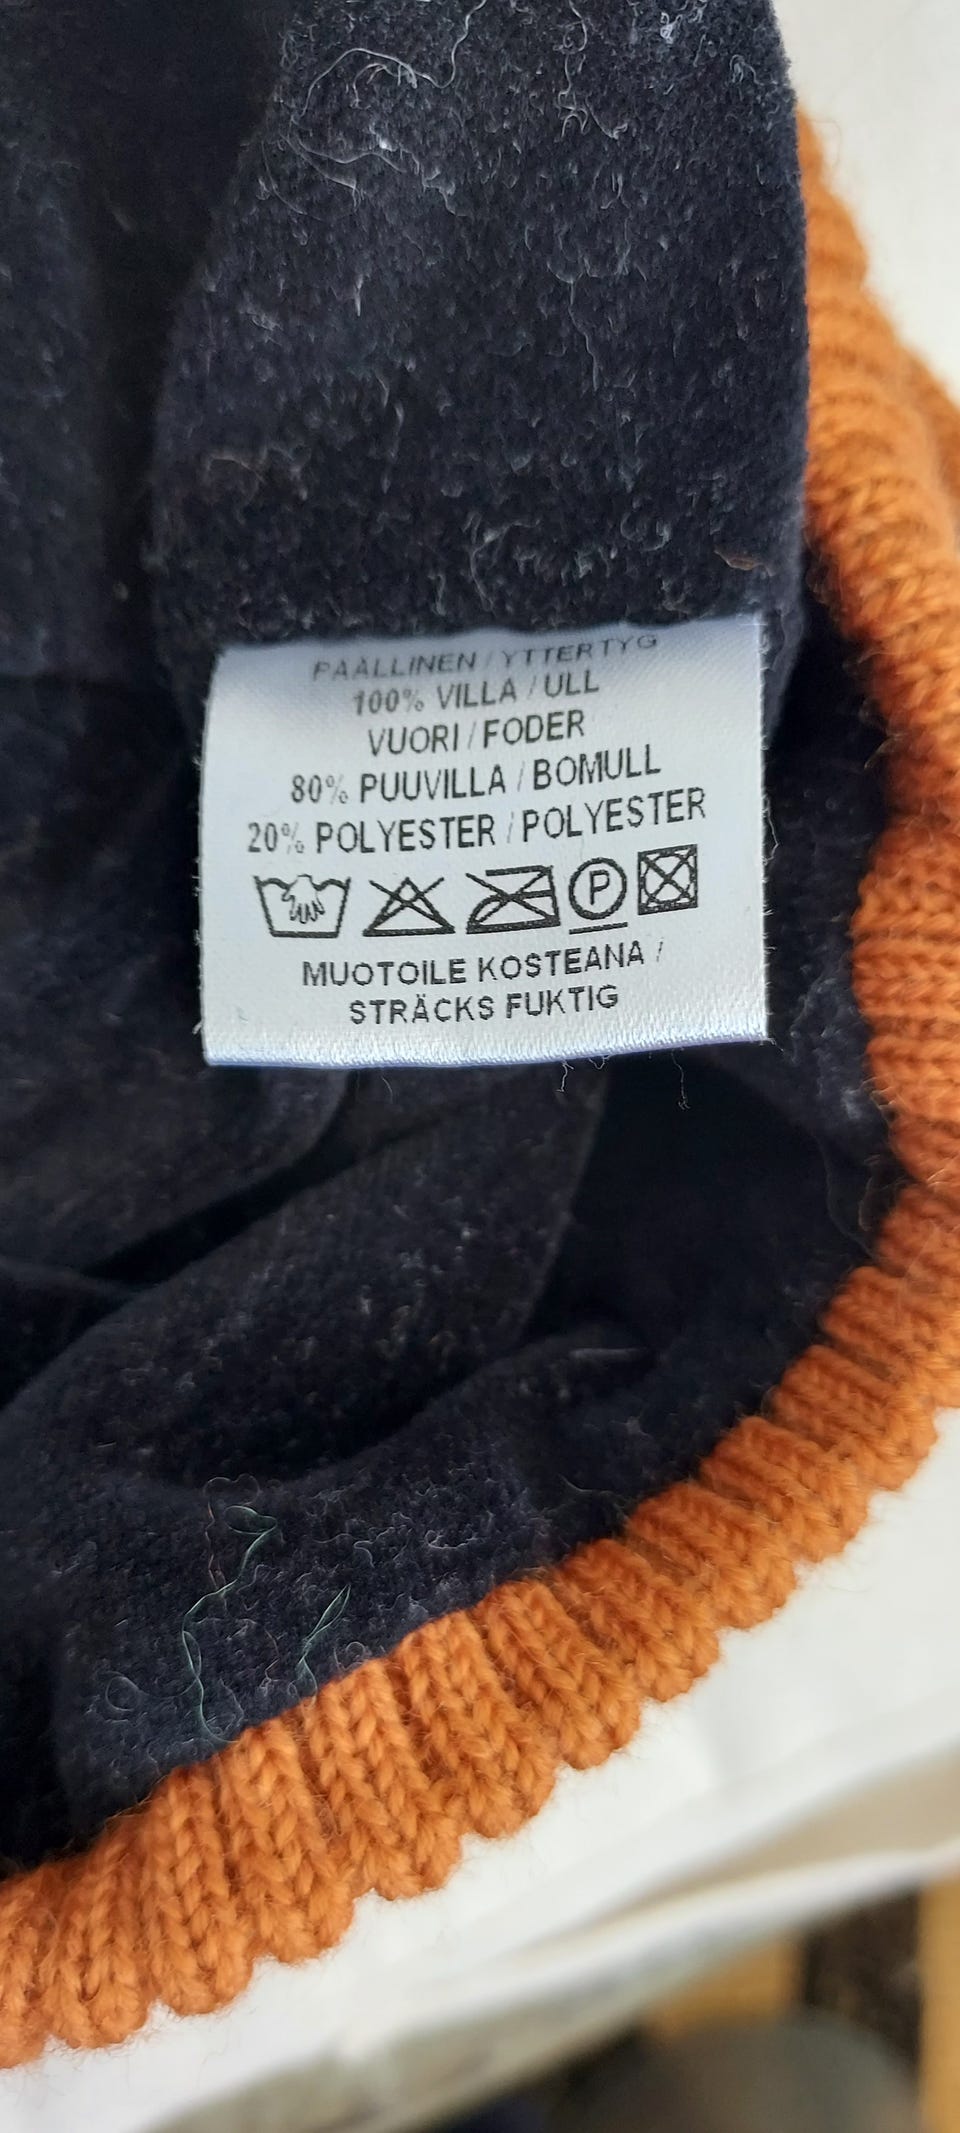 PÄÄLLINEN / YTTERTYG
100% VILLA / ULL
VUORI / FODER
80% PUUVILLA / BOMULL
20% POLYESTER / POLYESTER
P
MUOTOILE KOSTEANA /
STRÄCKS FUKTIG